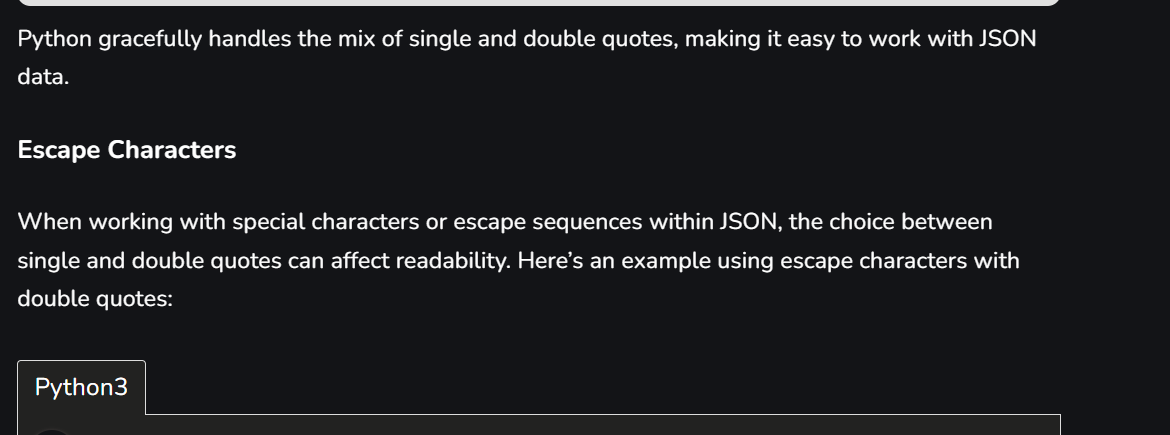 Python gracefully handles the mix of single and double quotes, making it easy to work with JSON
data.
Escape Characters
When working with special characters or escape sequences within JSON, the choice between
single and double quotes can affect readability. Here’s an example using escape characters with
double quotes:
Python3